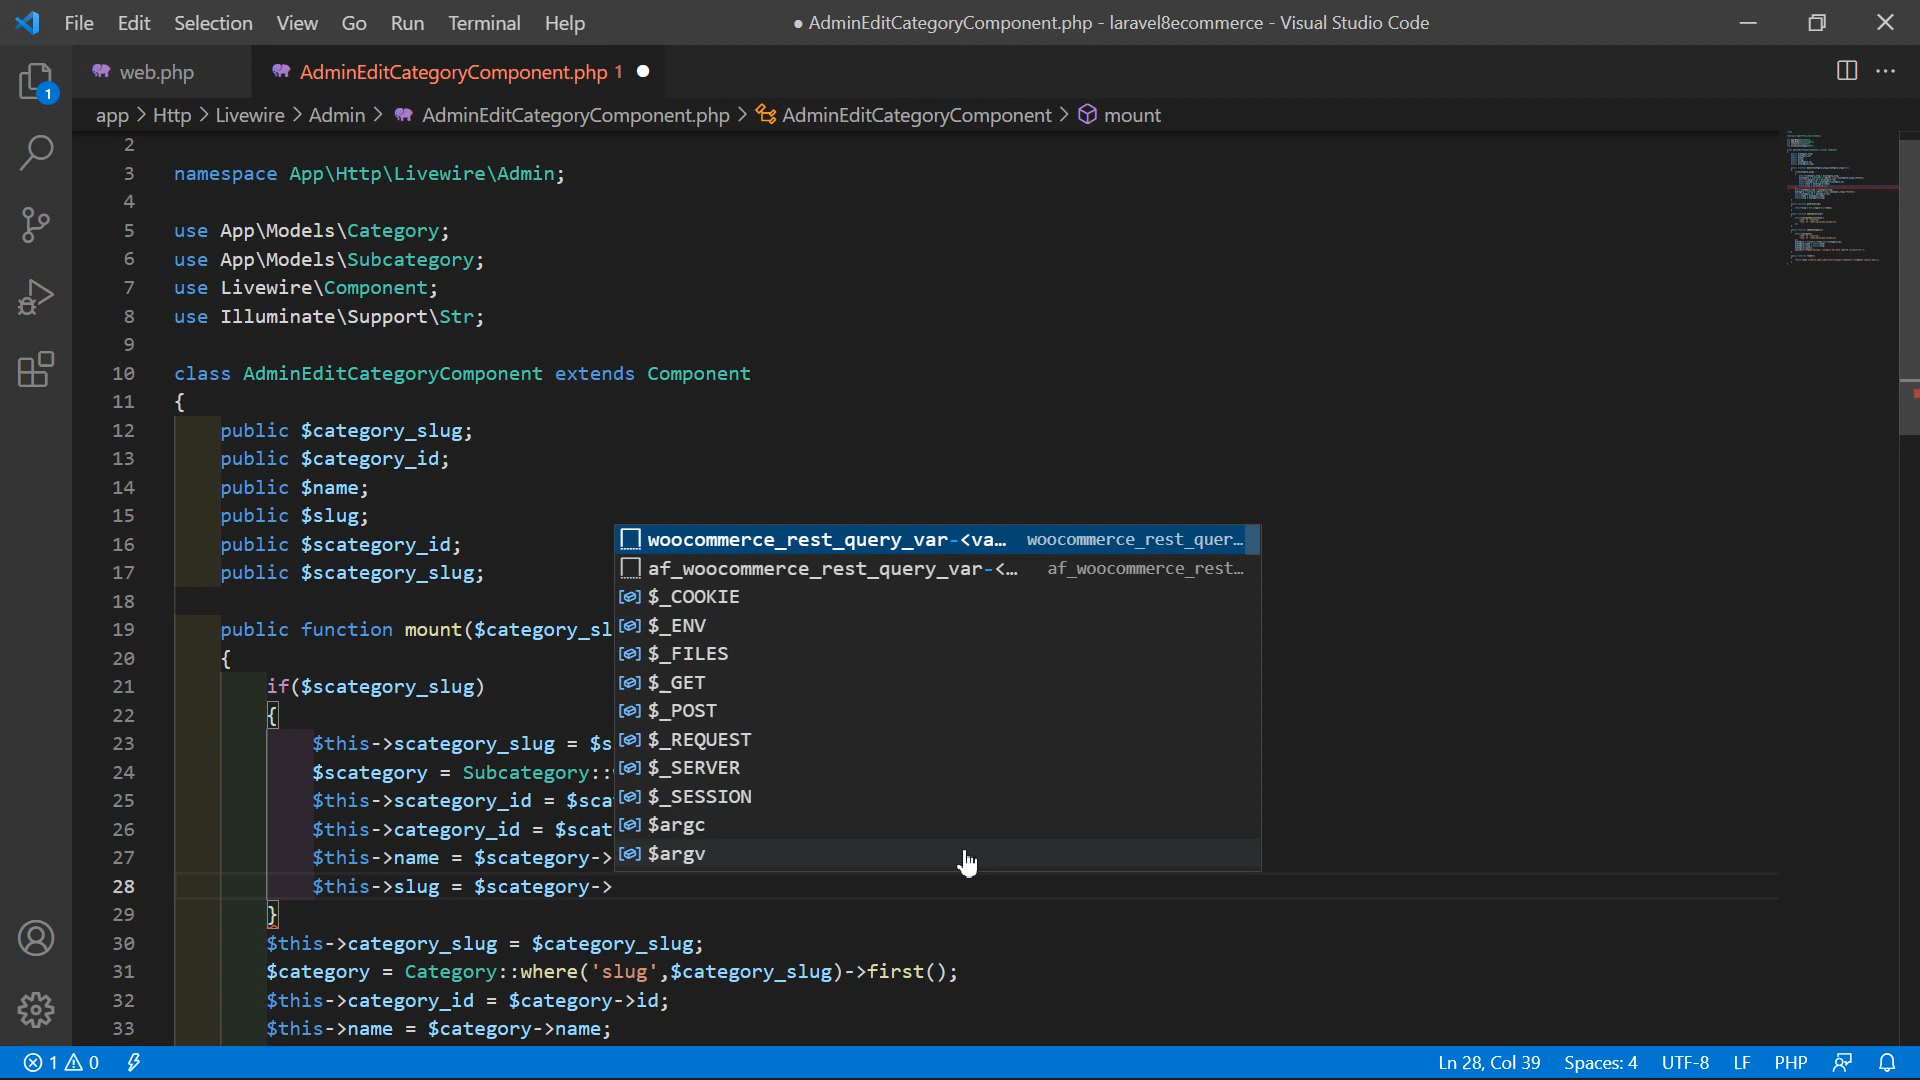 File Edit Selection View Go Run Terminal Help ● AdminEditCategoryComponent.php - laravel8ecommerce - Visual Studio Code
web.php AdminEditCategoryComponent.php 1
1
app > Http > Livewire > Admin > AdminEditCategoryComponent.php > AdminEditCategoryComponent > mount
2
3 namespace App\Http\Livewire\Admin;
4
5 use App\Models\Category;
6 use App\Models\Subcategory;
7 use Livewire\Component;
8 use Illuminate\Support\Str;
9
10 class AdminEditCategoryComponent extends Component
11 {
12 public $category_slug;
13 public $category_id;
14 public $name;
15 public $slug;
16 public $scategory_id;
17 public $scategory_slug;
18
19 public function mount($category_sl
20 {
21 if($scategory_slug)
22 {
23 $this->scategory_slug = $s
24 $scategory = Subcategory::
25 $this->scategory_id = $sca
26 $this->category_id = $scat
27 $this->name = $scategory->
28 $this->slug = $scategory->
29 }
30 $this->category_slug = $category_slug;
31 $category = Category::where('slug',$category_slug)->first();
32 $this->category_id = $category->id;
33 $this->name = $category->name;
woocommerce_rest_query_var-<va... woocommerce_rest_quer...
af_woocommerce_rest_query_var-<... af_woocommerce_rest...
$_COOKIE
$_ENV
$_FILES
$_GET
$_POST
$_REQUEST
$_SERVER
$_SESSION
$argc
$argv
1 0 Ln 28, Col 39 Spaces: 4 UTF-8 LF PHP